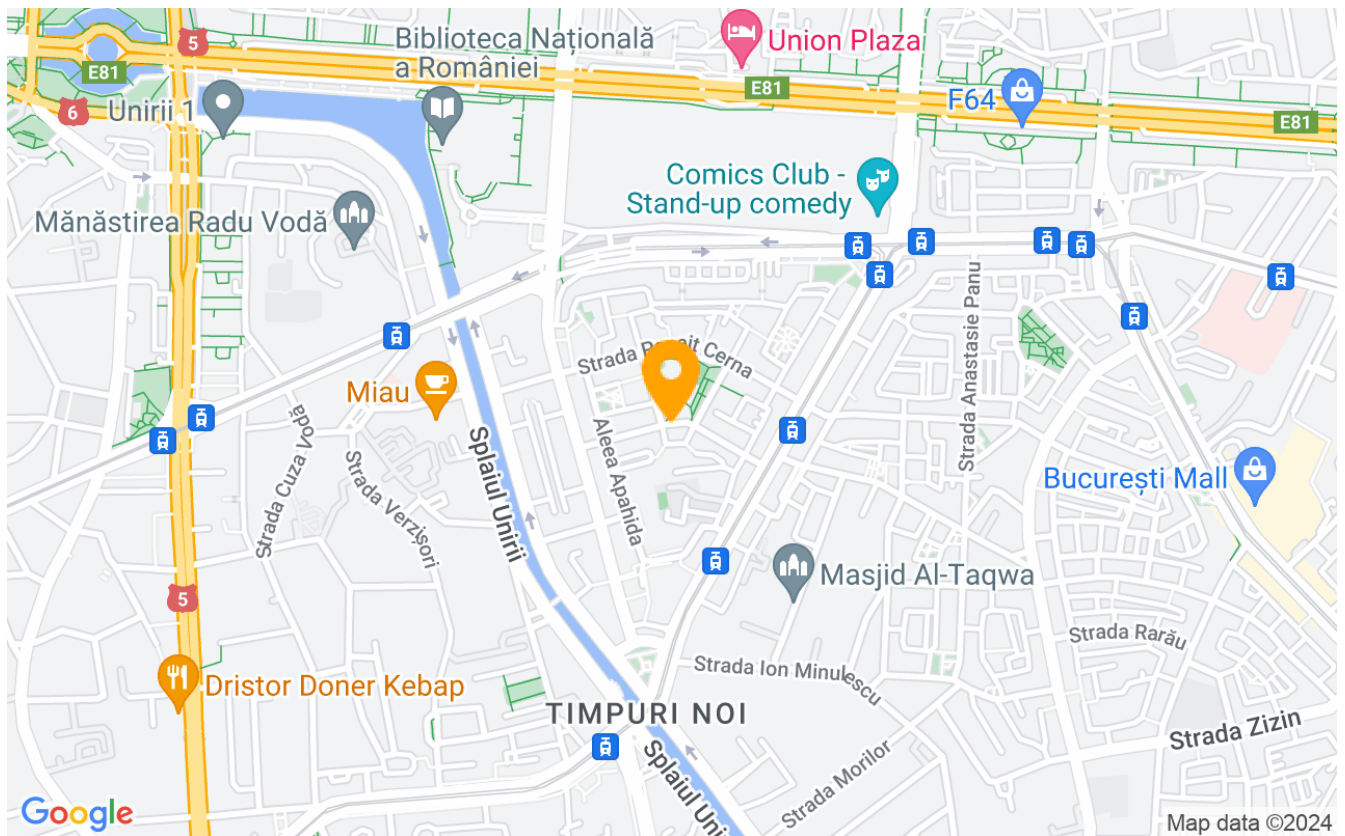 5
Biblioteca Națională
a României
Union Plaza
E81
E81
F64
6
Unirii 1
E81
Comics Club -
Stand-up comedy
Mănăstirea Radu Vodă
Strada Anastasie Panu
Strada Cerna
Miau
Strada Cuza Vodă
Strada Verzișori
Splaiul Unirii
Aleea Apahida
București Mall
Masjid Al-Taqwa
5
Strada Rarău
Strada Ion Minulescu
Dristor Doner Kebap
TIMPURI NOI
Strada Zizin
Strada Morilor
Splaiul Uni
Google
Map data ©2024